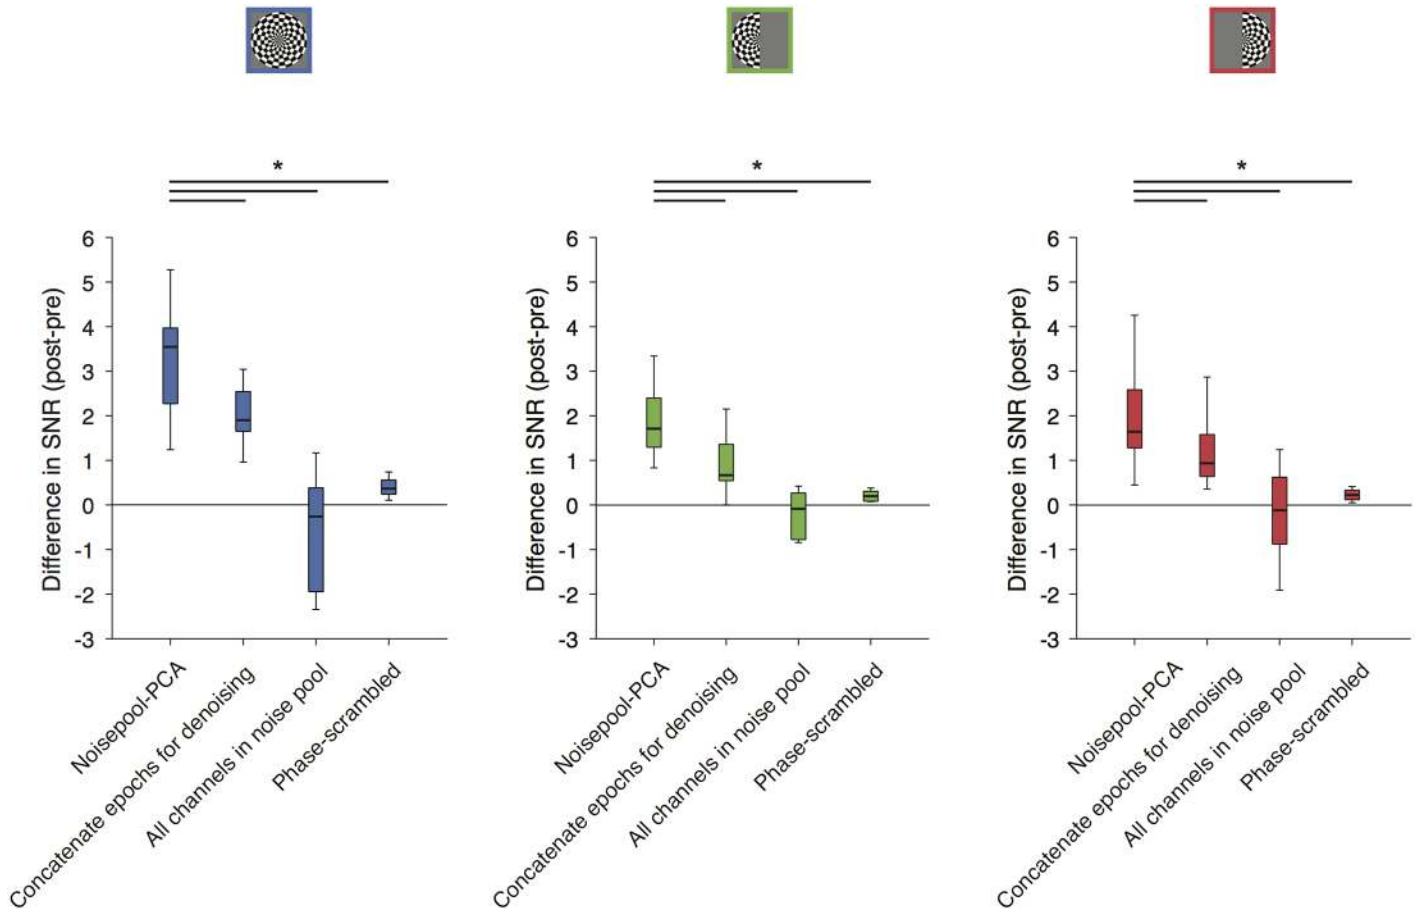 *
*
*
Difference in SNR (post-pre)
6
5
4
3
2
1
0
-1
-2
-3
Noisepool-PCA
Concatenate epochs for denoising
All channels in noise pool
Phase-scrambled
Difference in SNR (post-pre)
6
5
4
3
2
1
0
-1
-2
-3
Noisepool-PCA
Concatenate epochs for denoising
All channels in noise pool
Phase-scrambled
Difference in SNR (post-pre)
6
5
4
3
2
1
0
-1
-2
-3
Noisepool-PCA
Concatenate epochs for denoising
All channels in noise pool
Phase-scrambled